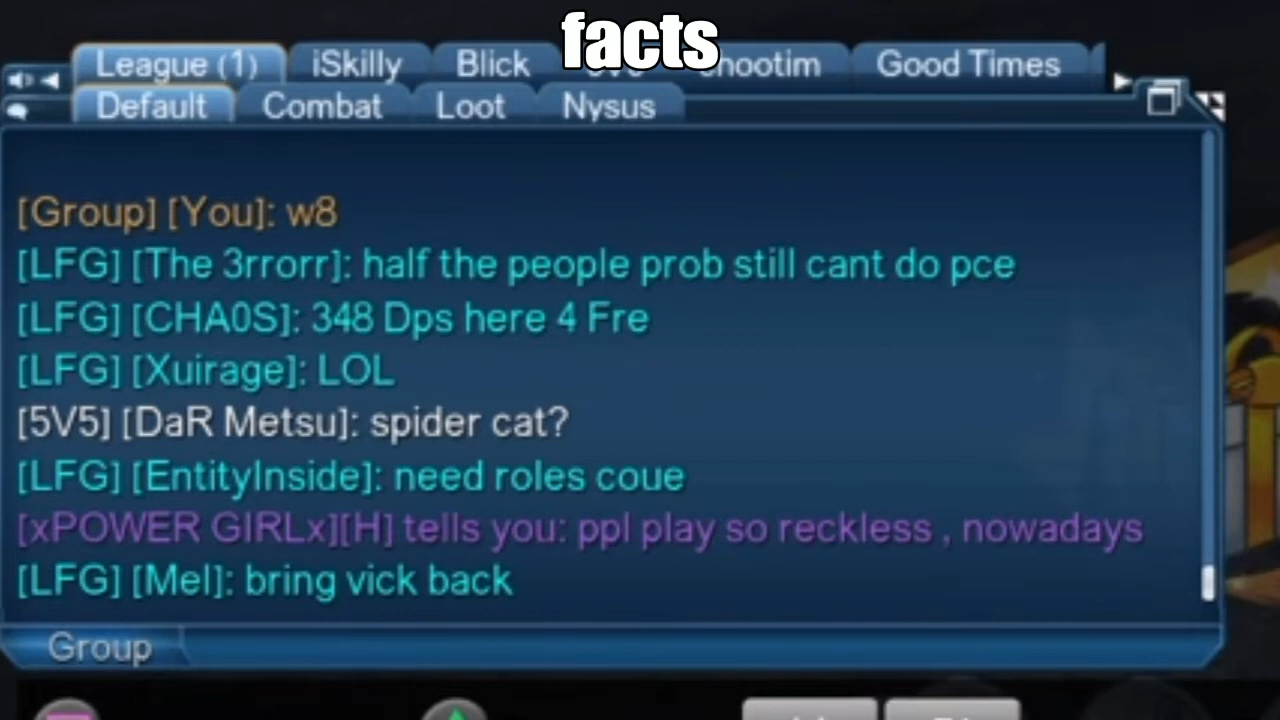 facts
League (1) iSkilly Blick Good Times
Default Combat Loot Nysus
[Group] [You]: w8
[LFG] [The 3rrorr]: half the people prob still cant do pce
[LFG] [CHA0S]: 348 Dps here 4 Fre
[LFG] [Xuirage]: LOL
[5V5] [DaR Metsu]: spider cat?
[LFG] [EntityInside]: need roles coue
[xPOWER GIRLx][H] tells you: ppl play so reckless , nowadays
[LFG] [Mel]: bring vick back
Group